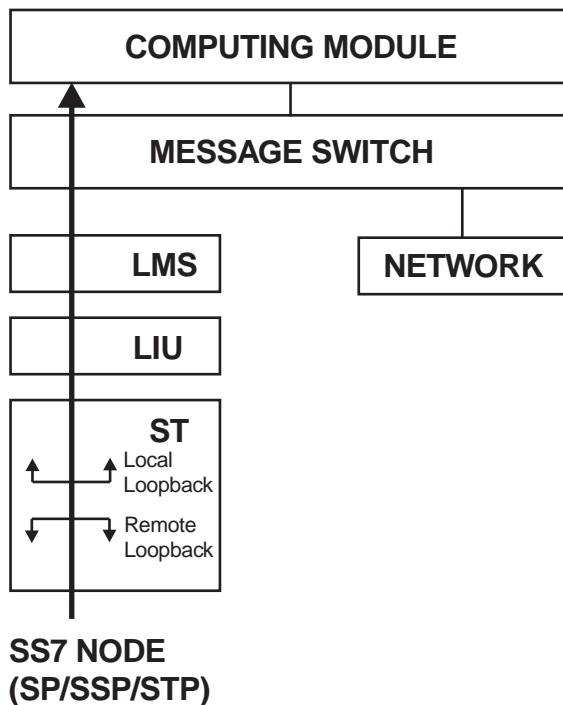 COMPUTING MODULE
MESSAGE SWITCH
LMS
NETWORK
LIU
ST
Local
Loopback
Remote
Loopback
SS7 NODE
(SP/SSP/STP)